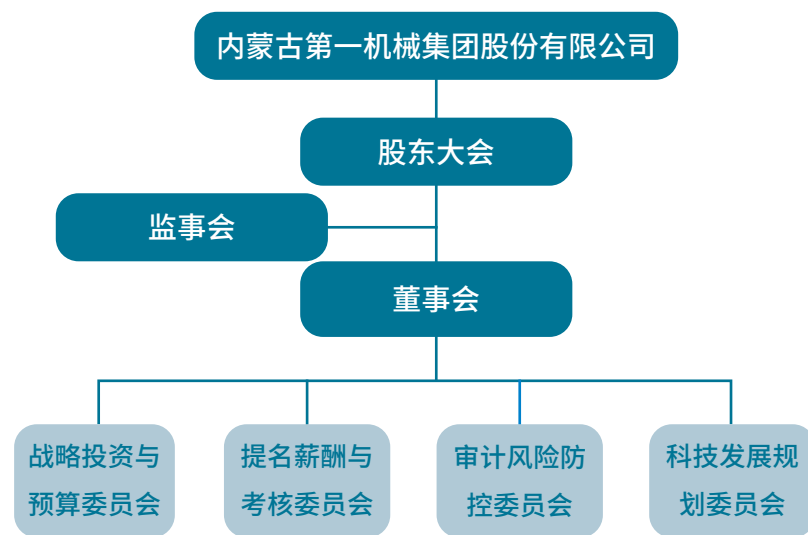 内蒙古第一机械集团股份有限公司
股东大会
监事会
董事会
战略投资与
预算委员会
提名薪酬与
考核委员会
审计风险防
控委员会
科技发展规
划委员会